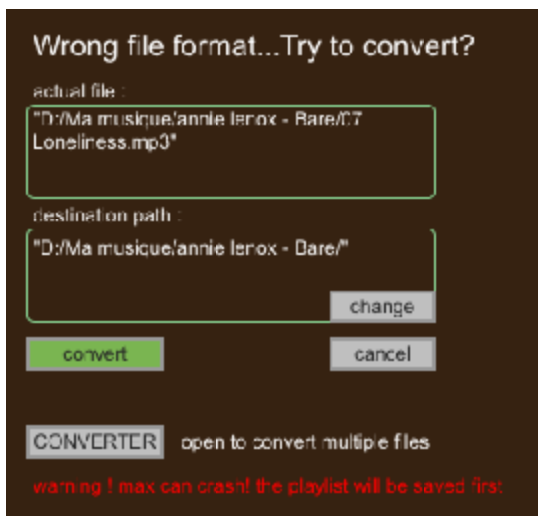 Wrong file format...Try to convert?
actual file :
"D:/Ma musique/annie lenox - Bare/07
Loneliness.mp3"
destination path :
"D:/Ma musique/annie lenox - Bare/"
change
convert
cancel
CONVERTER
open to convert multiple files
warning ! max can crash! the playlist will be saved first